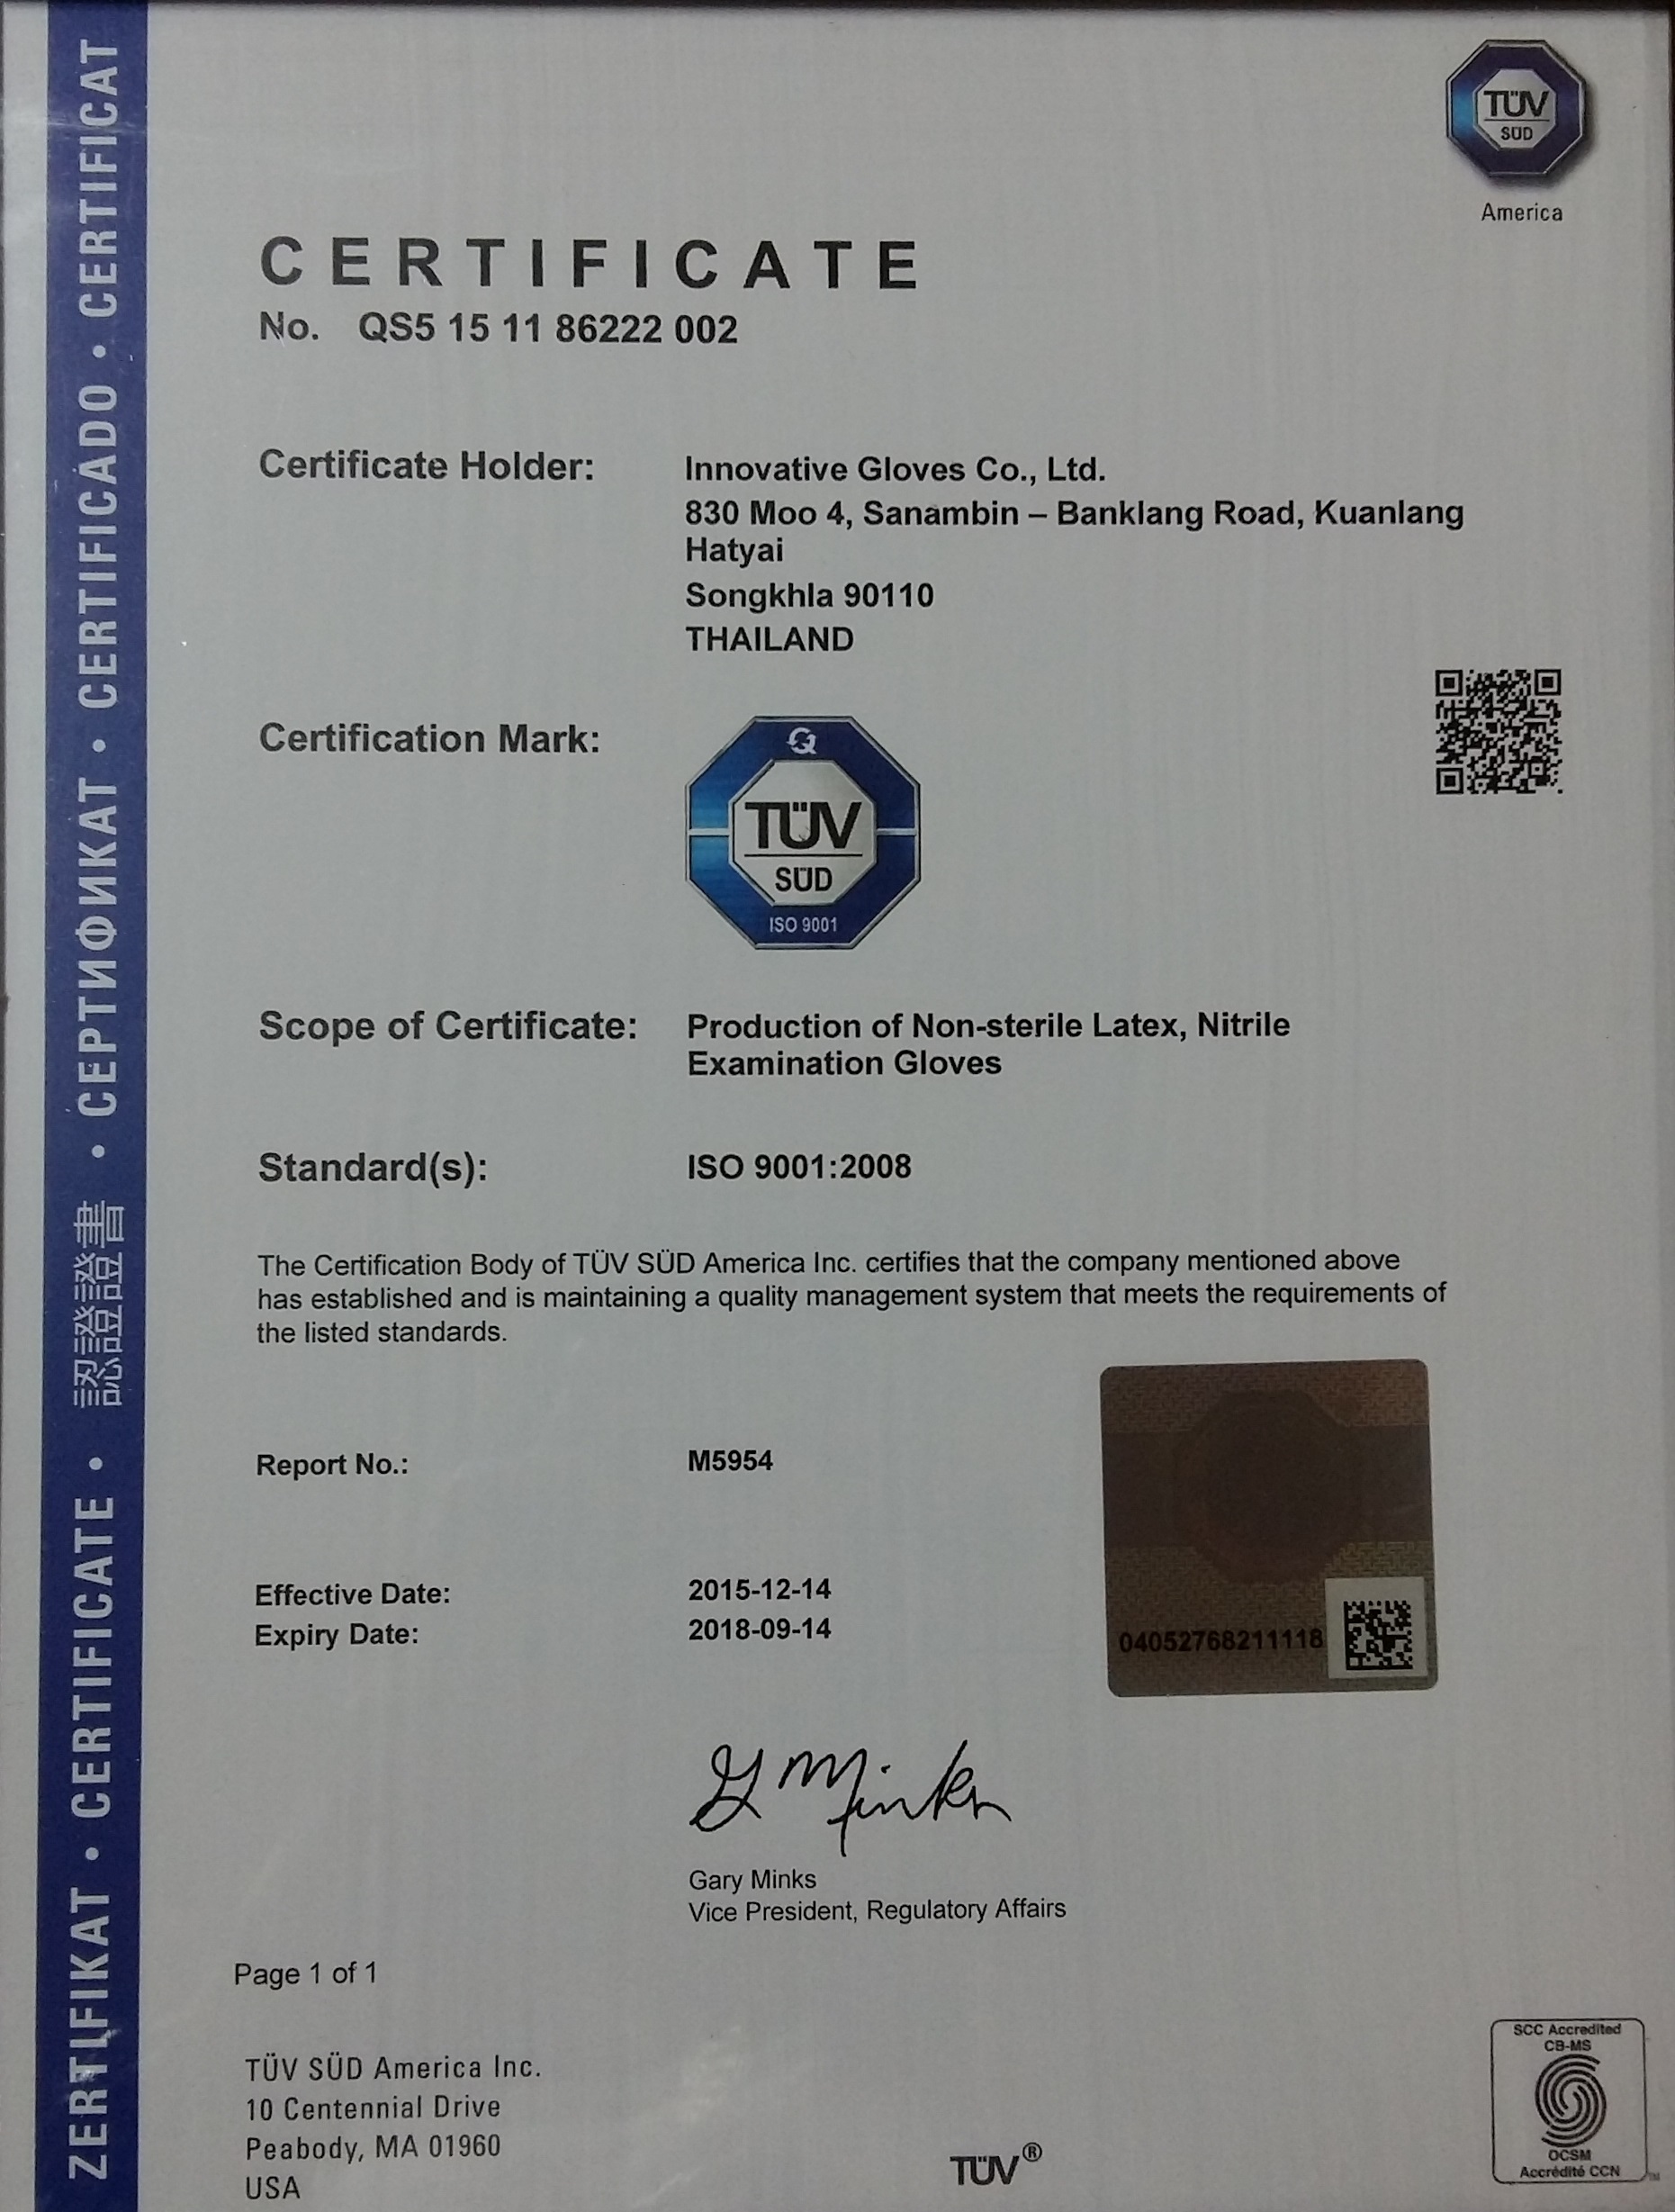 ZERTIFIKAT • CERTIFICATE • 認證證書 • СЕРТИФИКАТ • CERTIFICADO • CERTIFICAT
TÜV
SÜD
America
CERTIFICATE
No. QS5 15 11 86222 002
Certificate Holder: Innovative Gloves Co., Ltd.
830 Moo 4, Sanambin – Banklang Road, Kuanlang
Hatyai
Songkhla 90110
THAILAND
Certification Mark:
TÜV
SÜD
ISO 9001
Scope of Certificate: Production of Non-sterile Latex, Nitrile
Examination Gloves
Standard(s): ISO 9001:2008
The Certification Body of TÜV SÜD America Inc. certifies that the company mentioned above
has established and is maintaining a quality management system that meets the requirements of
the listed standards.
Report No.: M5954
Effective Date: 2015-12-14
Expiry Date: 2018-09-14
040527682111118
G Minks
Gary Minks
Vice President, Regulatory Affairs
Page 1 of 1
TÜV SÜD America Inc.
10 Centennial Drive
Peabody, MA 01960
USA
TÜV®
SCC Accredited
CB-MS
OCSM
Accrédité CCN